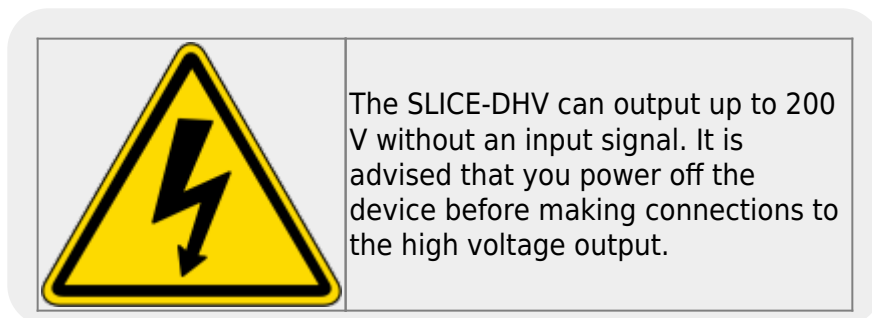 The SLICE-DHV can output up to 200
V without an input signal. It is
advised that you power off the
device before making connections to
the high voltage output.